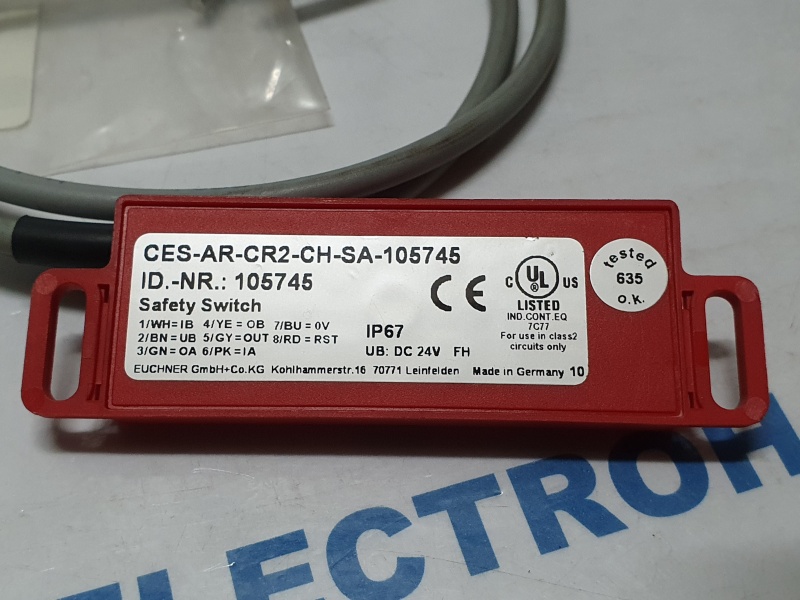 CES-AR-CR2-CH-SA-105745
ID.-NR.: 105745
Safety Switch
1/WH=IB 4/YE = OB 7/BU = 0V
2/BN= UB 5/GY=OUT 8/RD = RST
3/GN=OA 6/PK=IA
IP67
UB: DC 24V FH
EUCHNER GmbH+Co.KG Kohlhammerstr.16 70771 Leinfelden Made in Germany 10
CE
C UL US
LISTED
IND.CONT.EQ
7C77
For use in class2
circuits only
tested
635
o.k.
ELECTROH